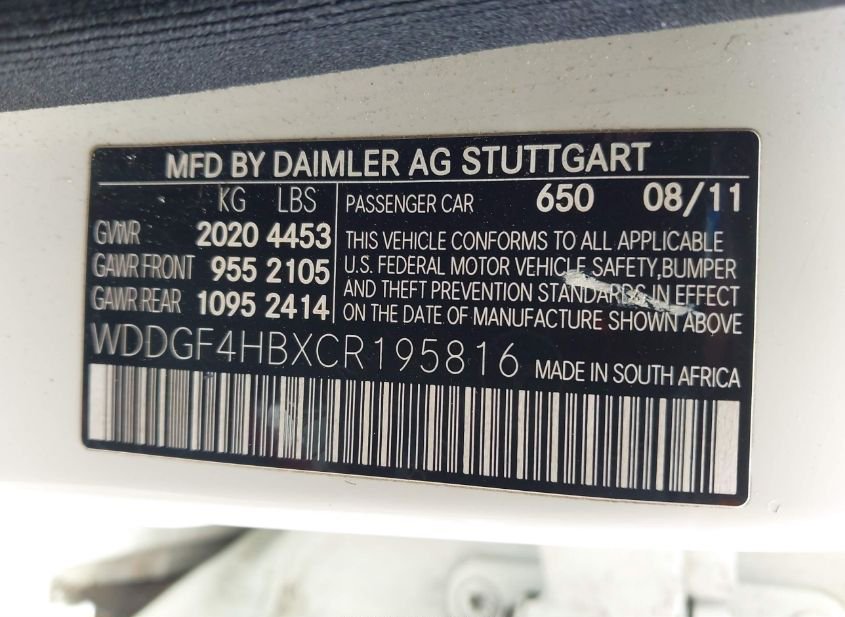 MFD BY DAIMLER AG STUTTGART
KG LBS
GVWR 2020 4453
GAWR FRONT 955 2105
GAWR REAR 1095 2414
PASSENGER CAR 650 08/11
THIS VEHICLE CONFORMS TO ALL APPLICABLE
U.S. FEDERAL MOTOR VEHICLE SAFETY,BUMPER
AND THEFT PREVENTION STANDARDS IN EFFECT
ON THE DATE OF MANUFACTURE SHOWN ABOVE
WDDGF4HBXCR195816 MADE IN SOUTH AFRICA